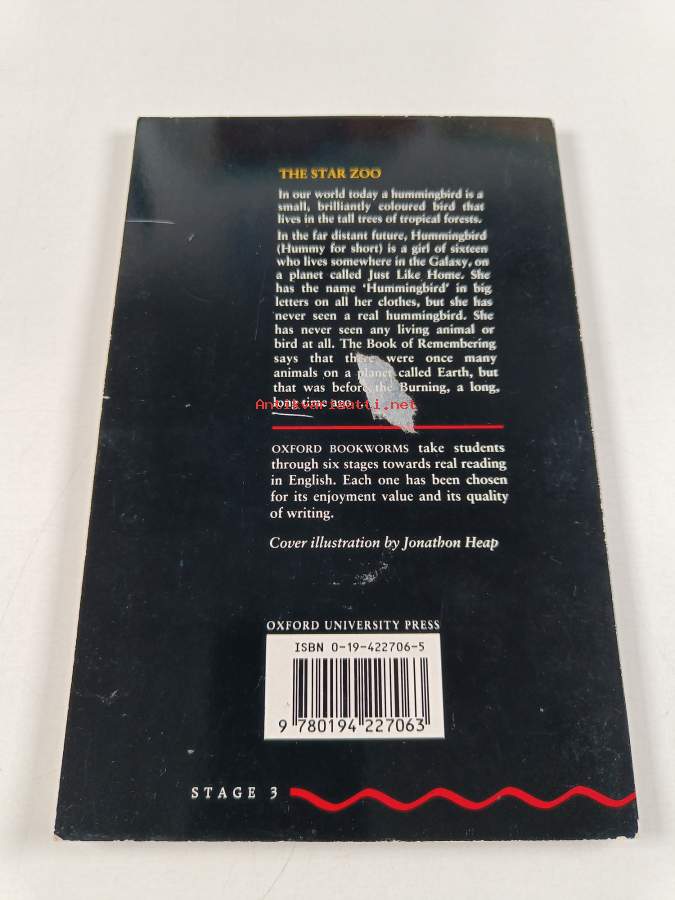 THE STAR ZOO
In our world today a hummingbird is a
small, brilliantly coloured bird that
lives in the tall trees of tropical forests.
In the far distant future, Hummingbird
(Hummy for short) is a girl of sixteen
who lives somewhere in the Galaxy, on
a planet called Just Like Home. She
has the name ‘Hummingbird’ in big
letters on all her clothes, but she has
never seen a real hummingbird. She
has never seen any living animal or
bird at all. The Book of Remembering
says that there were once many
animals on a planet called Earth, but
that was before the Burning, a long,
long time ago.
Antikvariaatti.net
OXFORD BOOKWORMS take students
through six stages towards real reading
in English. Each one has been chosen
for its enjoyment value and its quality
of writing.
Cover illustration by Jonathon Heap
OXFORD UNIVERSITY PRESS
ISBN 0-19-422706-5
9 780194 227063
STAGE 3